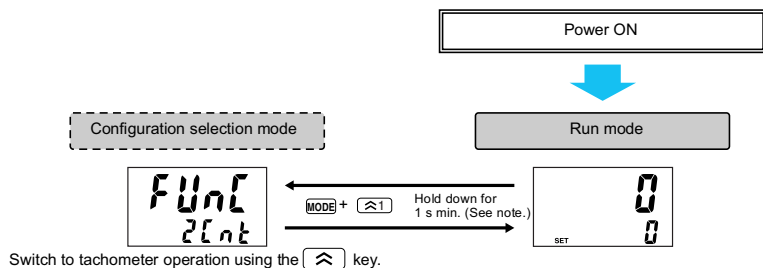 Power ON
Configuration selection mode
Run mode
FUnC
2Cnt
MODE + 1
Hold down for
1 s min. (See note.)
0
SET 0
Switch to tachometer operation using the key.